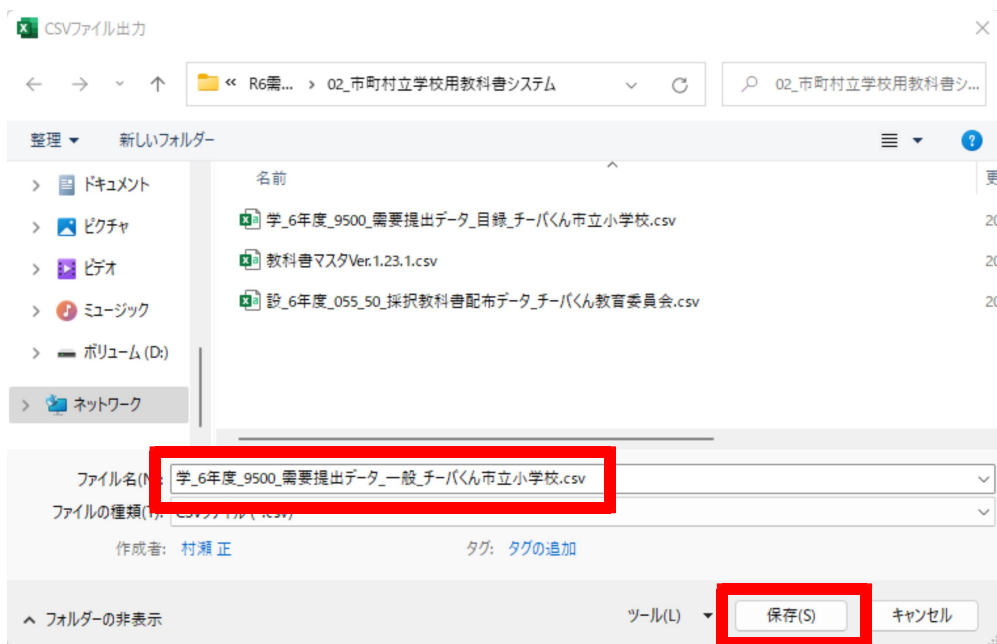 CSVファイル出力
« R6需... › 02_市町村立学校用教科書システム
02_市町村立学校用教科書シ...
整理
新しいフォルダー
ドキュメント
ピクチャ
ビデオ
ミュージック
ボリューム (D:)
ネットワーク
名前
更
学_6年度_9500_需要提出データ_目録_チーバくん市立小学校.csv
20
教科書マスタVer.1.23.1.csv
20
設_6年度_055_50_採択教科書配布データ_チーバくん教育委員会.csv
20
ファイル名(N):
学_6年度_9500_需要提出データ_一般_チーバくん市立小学校.csv
ファイルの種類(T):
CSVファイル (*.csv)
作成者: 村瀬 正
タグ: タグの追加
フォルダーの非表示
ツール(L)
保存(S)
キャンセル